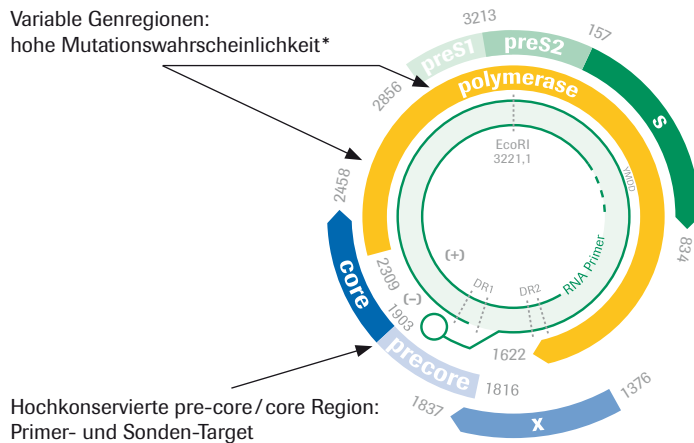 Variable Genregionen:
hohe Mutationswahrscheinlichkeit*
3213
157
preS1
preS2
2856
polymerase
S
EcoRI
3221,1
YMDD
2458
834
core
(+)
2309
RNA Primer
(–)
DR1
DR2
1903
1622
precore
1816
1376
1837
X
Hochkonservierte pre-core/core Region:
Primer- und Sonden-Target